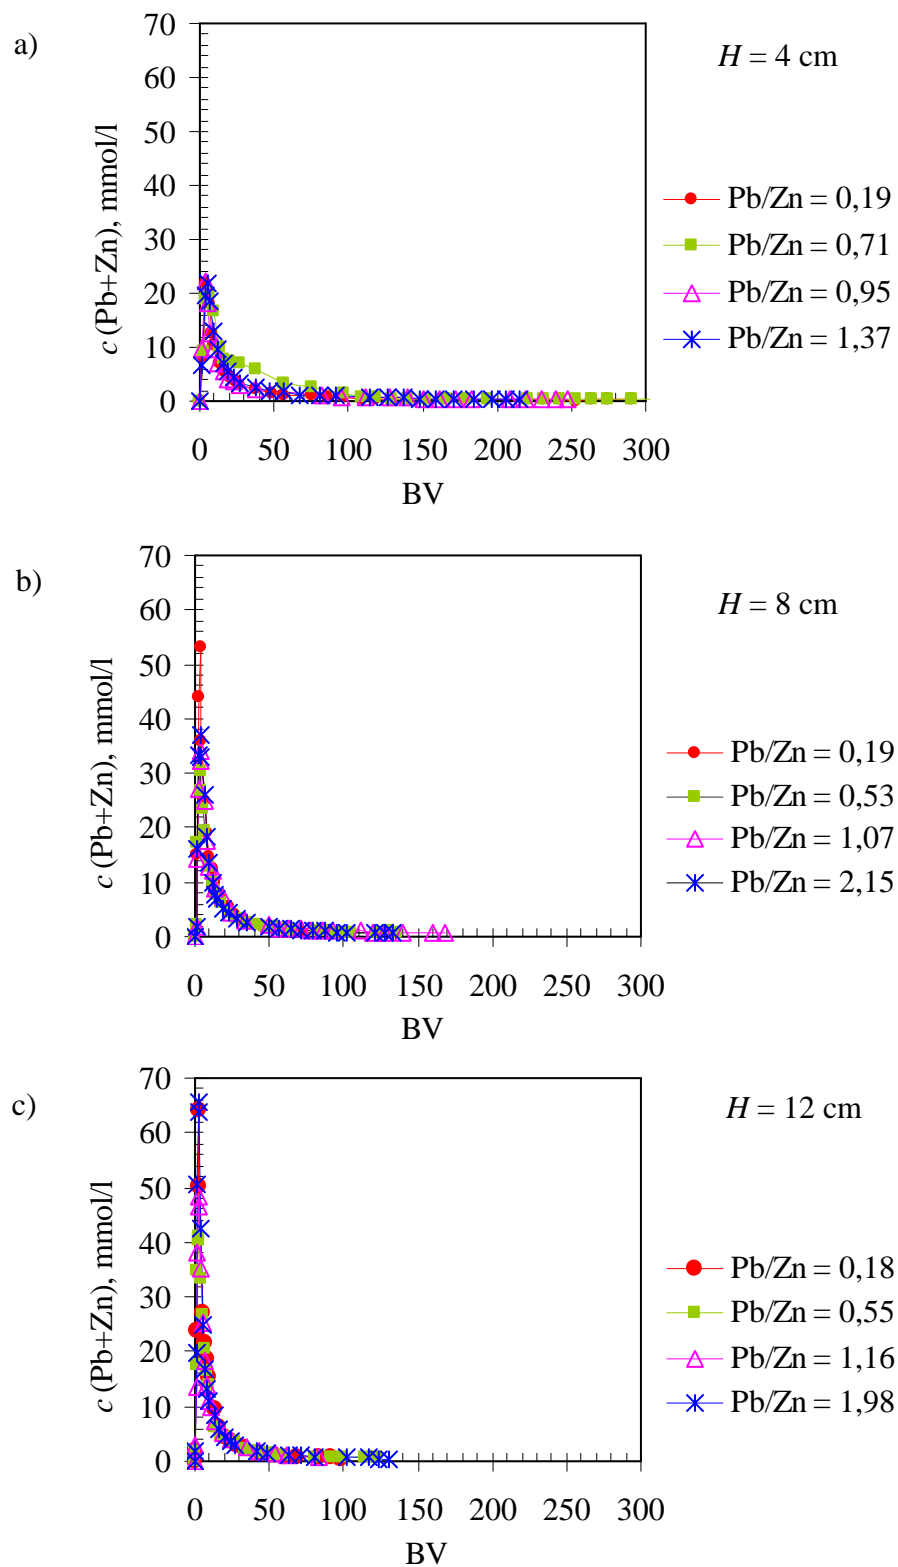 a)
H = 4 cm
c (Pb+Zn), mmol/l
70
60
50
40
30
20
10
0
0 50 100 150 200 250 300
BV
Pb/Zn = 0,19
Pb/Zn = 0,71
Pb/Zn = 0,95
Pb/Zn = 1,37
b)
H = 8 cm
c (Pb+Zn), mmol/l
70
60
50
40
30
20
10
0
0 50 100 150 200 250 300
BV
Pb/Zn = 0,19
Pb/Zn = 0,53
Pb/Zn = 1,07
Pb/Zn = 2,15
c)
H = 12 cm
c (Pb+Zn), mmol/l
70
60
50
40
30
20
10
0
0 50 100 150 200 250 300
BV
Pb/Zn = 0,18
Pb/Zn = 0,55
Pb/Zn = 1,16
Pb/Zn = 1,98